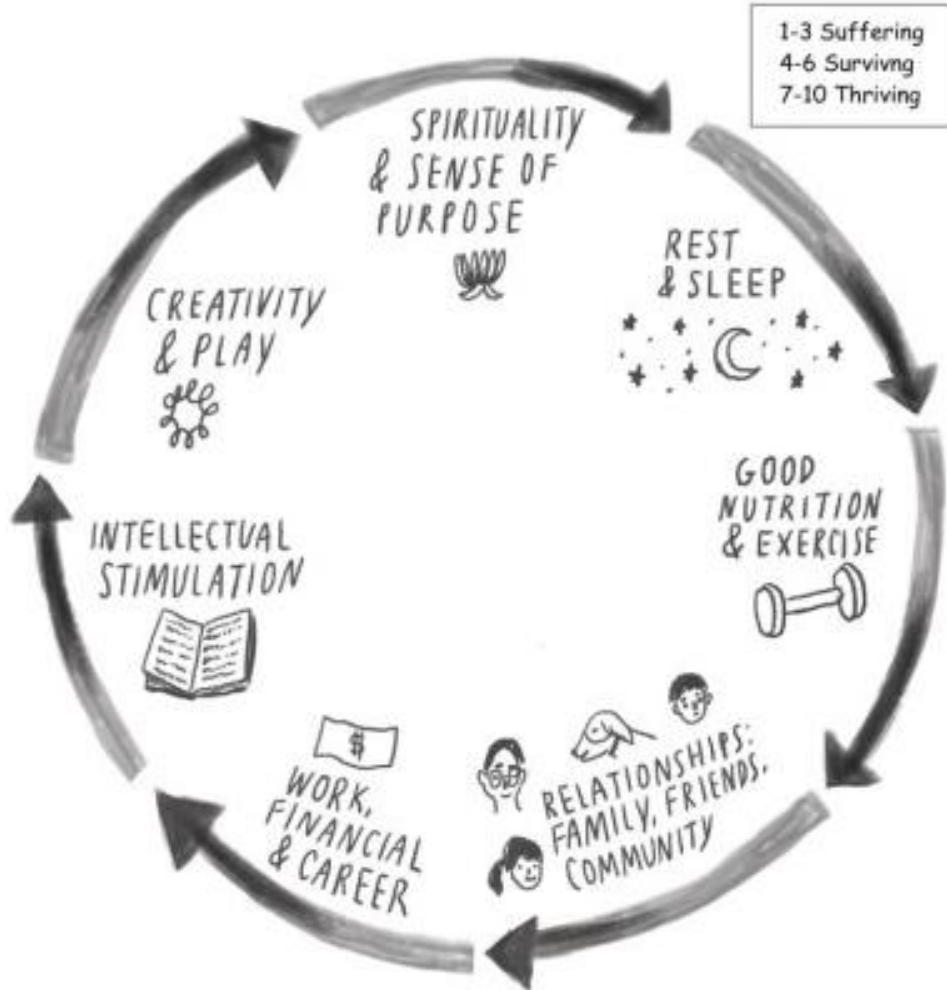 1-3 Suffering
4-6 Survivng
7-10 Thriving
SPIRITUALITY
& SENSE OF
PURPOSE
REST
& SLEEP
GOOD
NUTRITION
& EXERCISE
RELATIONSHIPS:
FAMILY, FRIENDS,
COMMUNITY
$
WORK,
FINANCIAL
& CAREER
INTELLECTUAL
STIMULATION
CREATIVITY
& PLAY